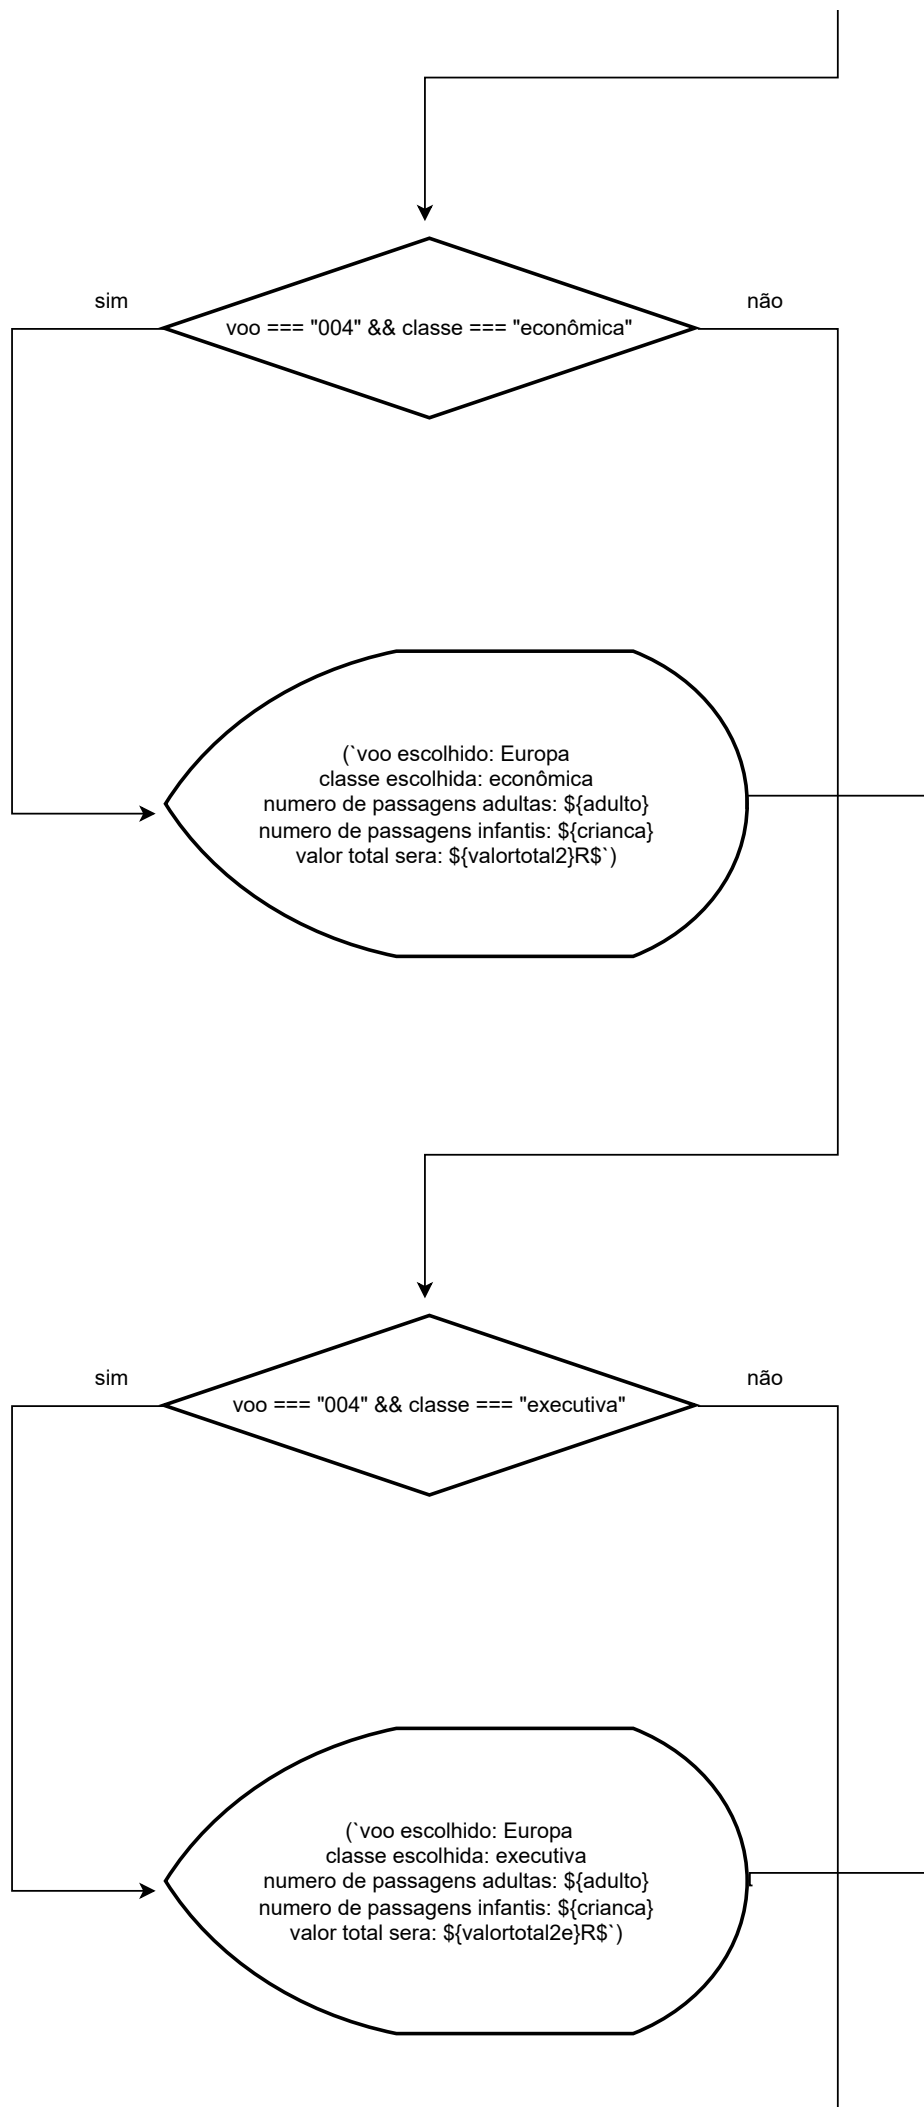 sim
não
voo === "004" && classe === "econômica"
(`voo escolhido: Europa
classe escolhida: econômica
numero de passagens adultas: ${adulto}
numero de passagens infantis: ${crianca}
valor total sera: ${valortotal2}R$`)
sim
não
voo === "004" && classe === "executiva"
(`voo escolhido: Europa
classe escolhida: executiva
numero de passagens adultas: ${adulto}
numero de passagens infantis: ${crianca}
valor total sera: ${valortotal2e}R$`)